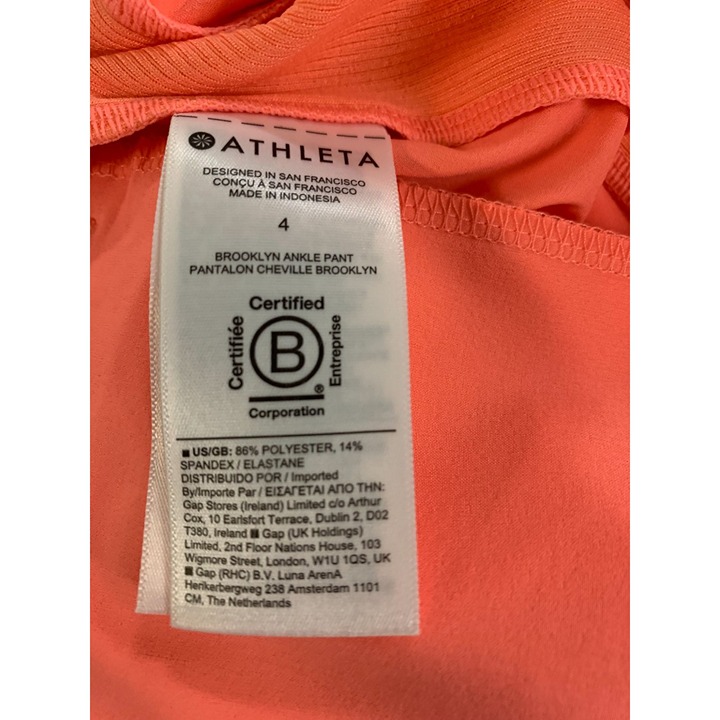 ATHLETA
DESIGNED IN SAN FRANCISCO
CONÇU À SAN FRANCISCO
MADE IN INDONESIA
4
BROOKLYN ANKLE PANT
PANTALON CHEVILLE BROOKLYN
Certified
Certifiée
B
Entreprise
®
Corporation
■ US/GB: 86% POLYESTER, 14%
SPANDEX / ELASTANE
DISTRIBUIDO POR / Imported
By/Importe Par / ΕΙΣΑΓΕΤΑΙ ΑΠΟ ΤΗΝ:
Gap Stores (Ireland) Limited c/o Arthur
Cox, 10 Earlsfort Terrace, Dublin 2, D02
T380, Ireland ■ Gap (UK Holdings)
Limited, 2nd Floor Nations House, 103
Wigmore Street, London, W1U 1QS, UK
■ Gap (RHC) B.V. Luna ArenA
Herikerbergweg 238 Amsterdam 1101
CM, The Netherlands